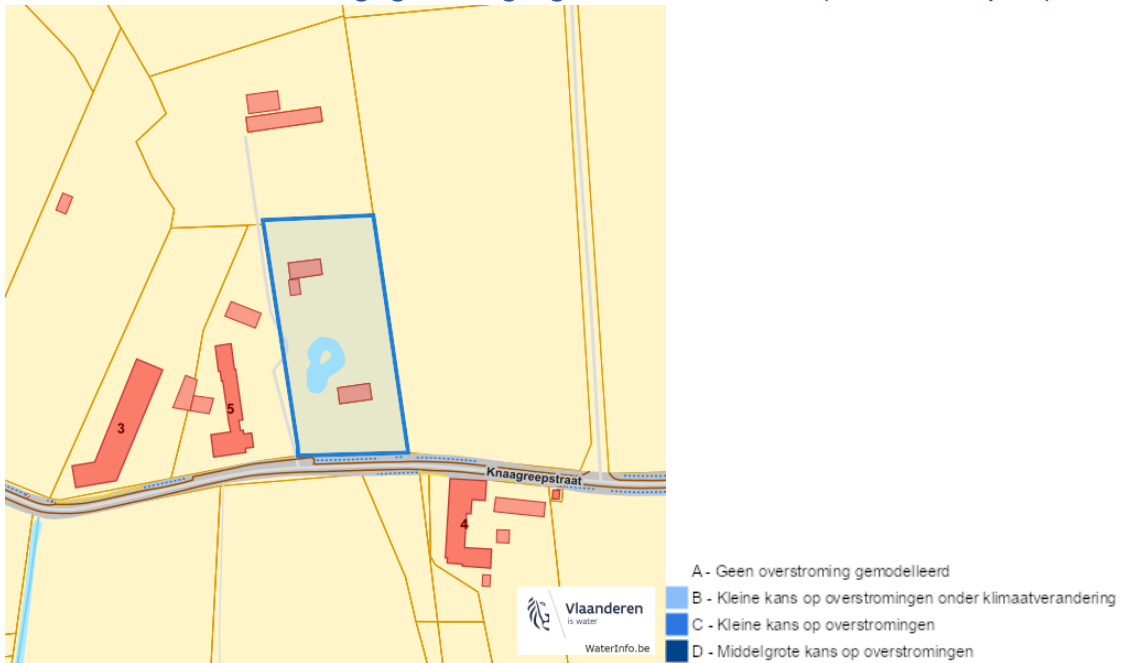 3
5
Knaagreepstraat
4
Vlaanderen
is water
WaterInfo.be
A - Geen overstroming gemodelleerd
B - Kleine kans op overstromingen onder klimaatverandering
C - Kleine kans op overstromingen
D - Middelgrote kans op overstromingen